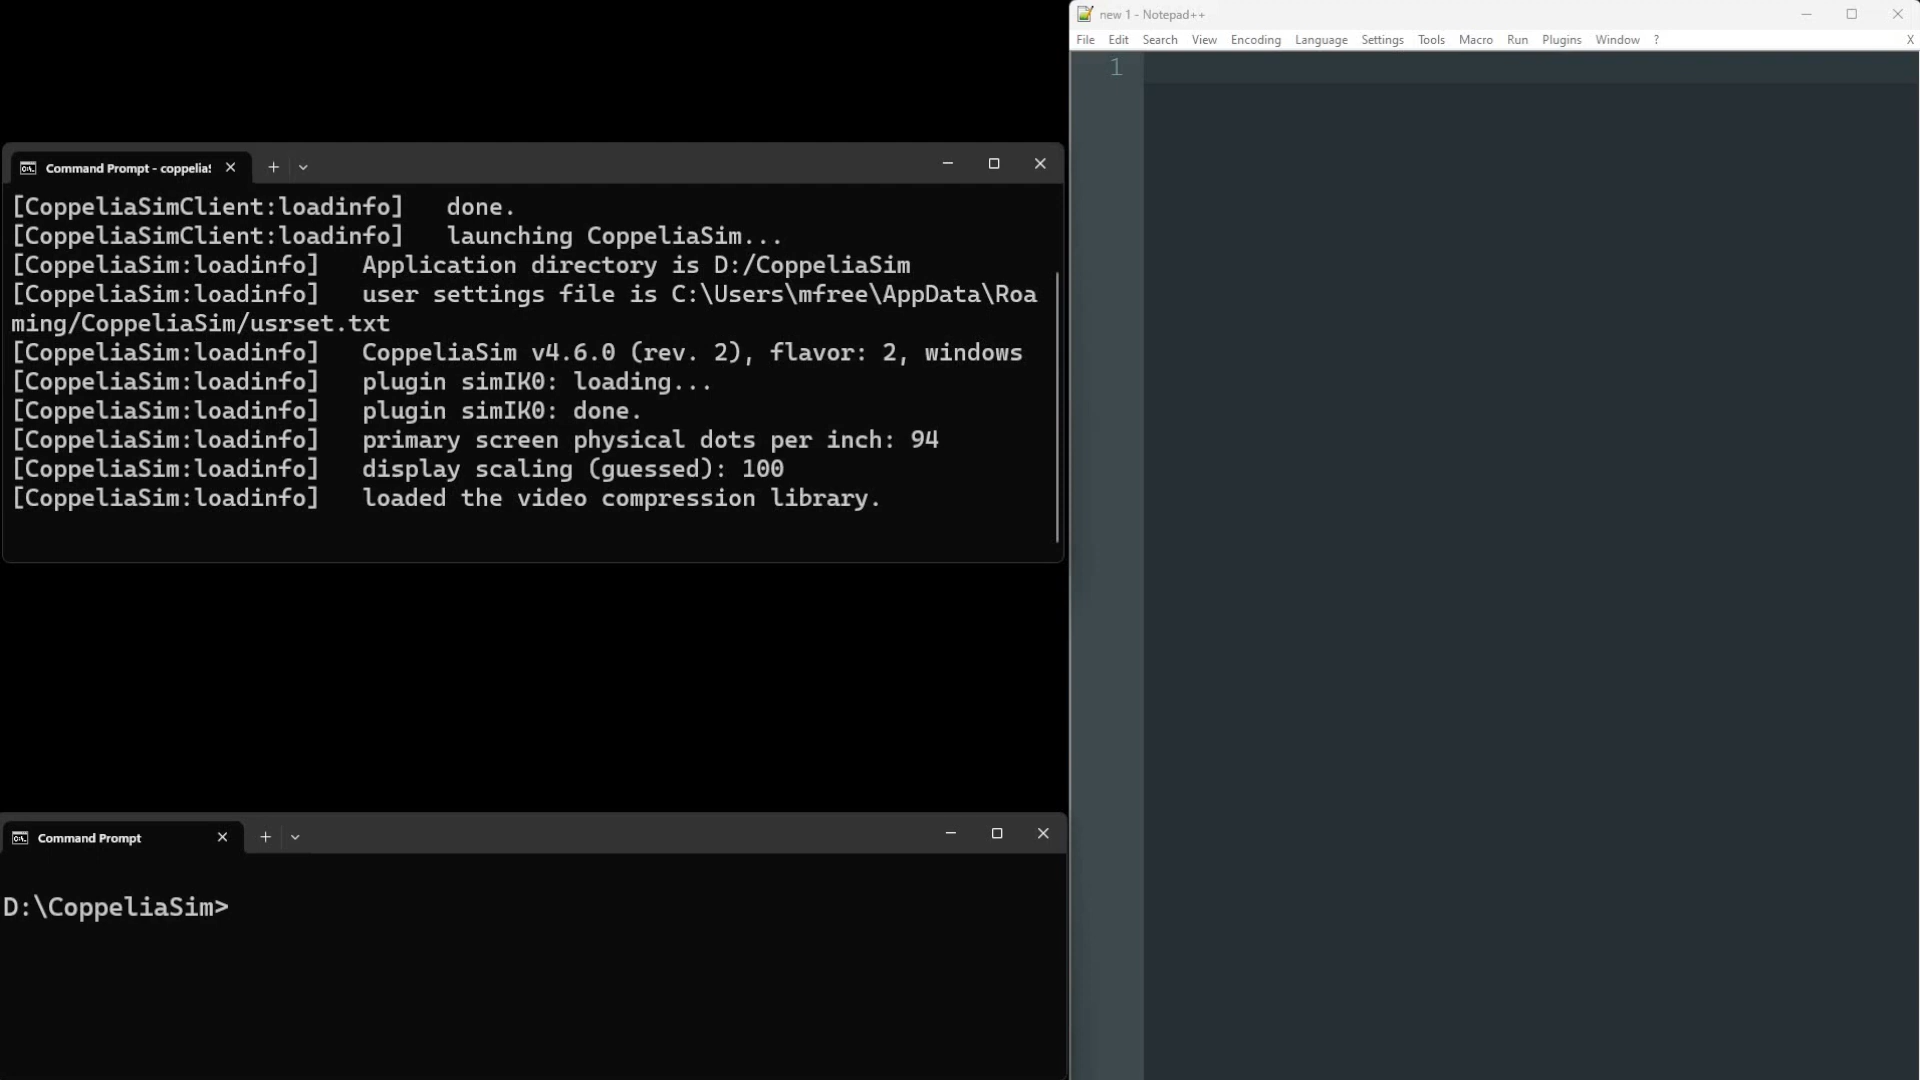 new 1 - Notepad++
File Edit Search View Encoding Language Settings Tools Macro Run Plugins Window ? X
1
Command Prompt - coppelia
[CoppeliaSimClient:loadinfo]   done.
[CoppeliaSimClient:loadinfo]   launching CoppeliaSim...
[CoppeliaSim:loadinfo]   Application directory is D:/CoppeliaSim
[CoppeliaSim:loadinfo]   user settings file is C:\Users\mfree\AppData\Roa
ming/CoppeliaSim/usrset.txt
[CoppeliaSim:loadinfo]   CoppeliaSim v4.6.0 (rev. 2), flavor: 2, windows
[CoppeliaSim:loadinfo]   plugin simIK0: loading...
[CoppeliaSim:loadinfo]   plugin simIK0: done.
[CoppeliaSim:loadinfo]   primary screen physical dots per inch: 94
[CoppeliaSim:loadinfo]   display scaling (guessed): 100
[CoppeliaSim:loadinfo]   loaded the video compression library.
Command Prompt
D:\CoppeliaSim>